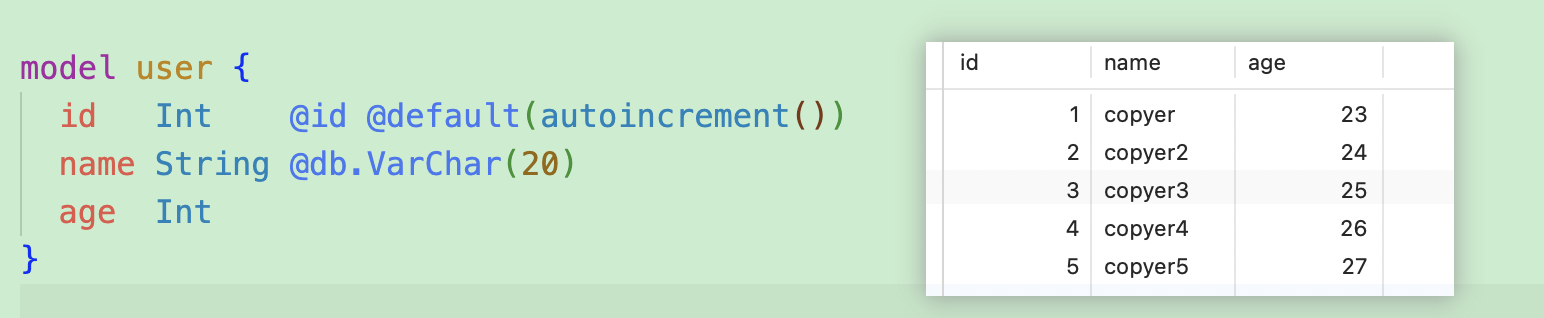 model user {
  id   Int    @id @default(autoincrement())
  name String @db.VarChar(20)
  age  Int
}
id name age
1 copyer 23
2 copyer2 24
3 copyer3 25
4 copyer4 26
5 copyer5 27